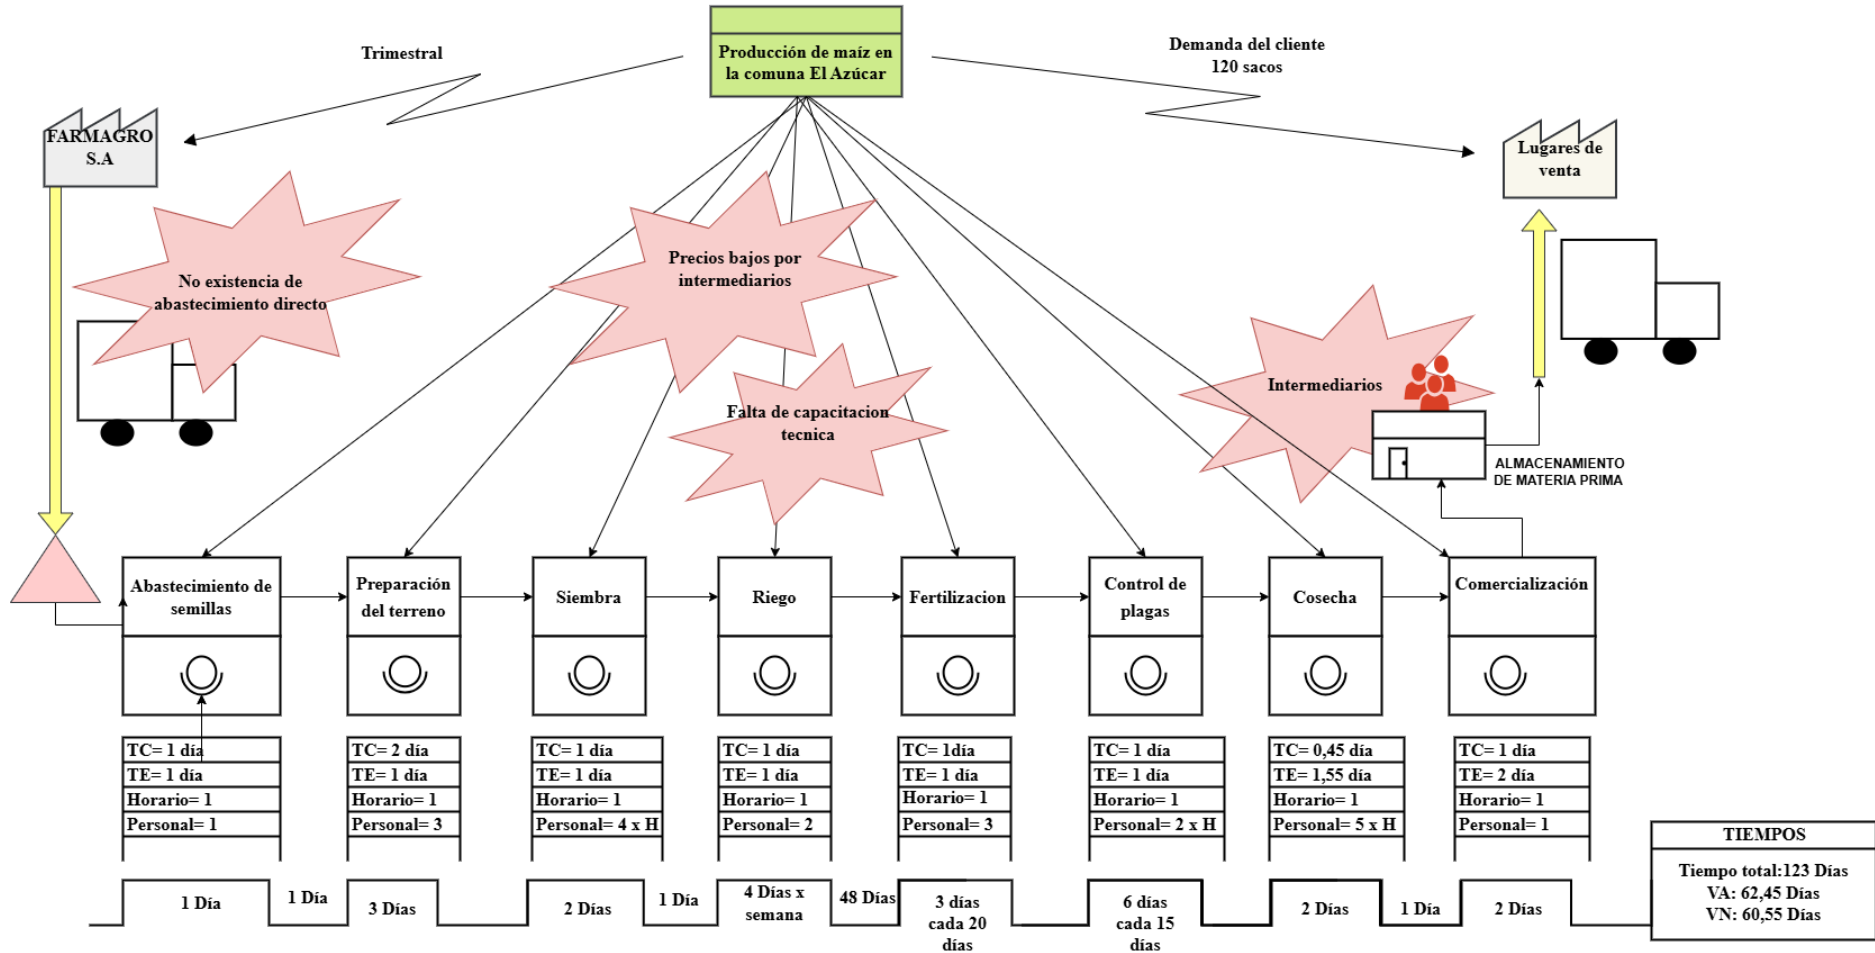 Trimestral
Producción de maíz en
la comuna El Azúcar
Demanda del cliente
120 sacos
FARMAGRO
S.A
Lugares de
venta
No existencia de
abastecimiento directo
Precios bajos por
intermediarios
Falta de capacitacion
tecnica
Intermediarios
ALMACENAMIENTO
DE MATERIA PRIMA
Abastecimiento de
semillas
Preparación
del terreno
Siembra
Riego
Fertilizacion
Control de
plagas
Cosecha
Comercialización
TC= 1 día
TE= 1 día
Horario= 1
Personal= 1
TC= 2 día
TE= 1 día
Horario= 1
Personal= 3
TC= 1 día
TE= 1 día
Horario= 1
Personal= 4 x H
TC= 1 día
TE= 1 día
Horario= 1
Personal= 2
TC= 1día
TE= 1 día
Horario= 1
Personal= 3
TC= 1 día
TE= 1 día
Horario= 1
Personal= 2 x H
TC= 0,45 día
TE= 1,55 día
Horario= 1
Personal= 5 x H
TC= 1 día
TE= 2 día
Horario= 1
Personal= 1
1 Día
1 Día
3 Días
2 Días
1 Día
4 Días x
semana
48 Días
3 días
cada 20
días
6 días
cada 15
días
2 Días
1 Día
2 Días
TIEMPOS
Tiempo total:123 Días
VA: 62,45 Días
VN: 60,55 Días